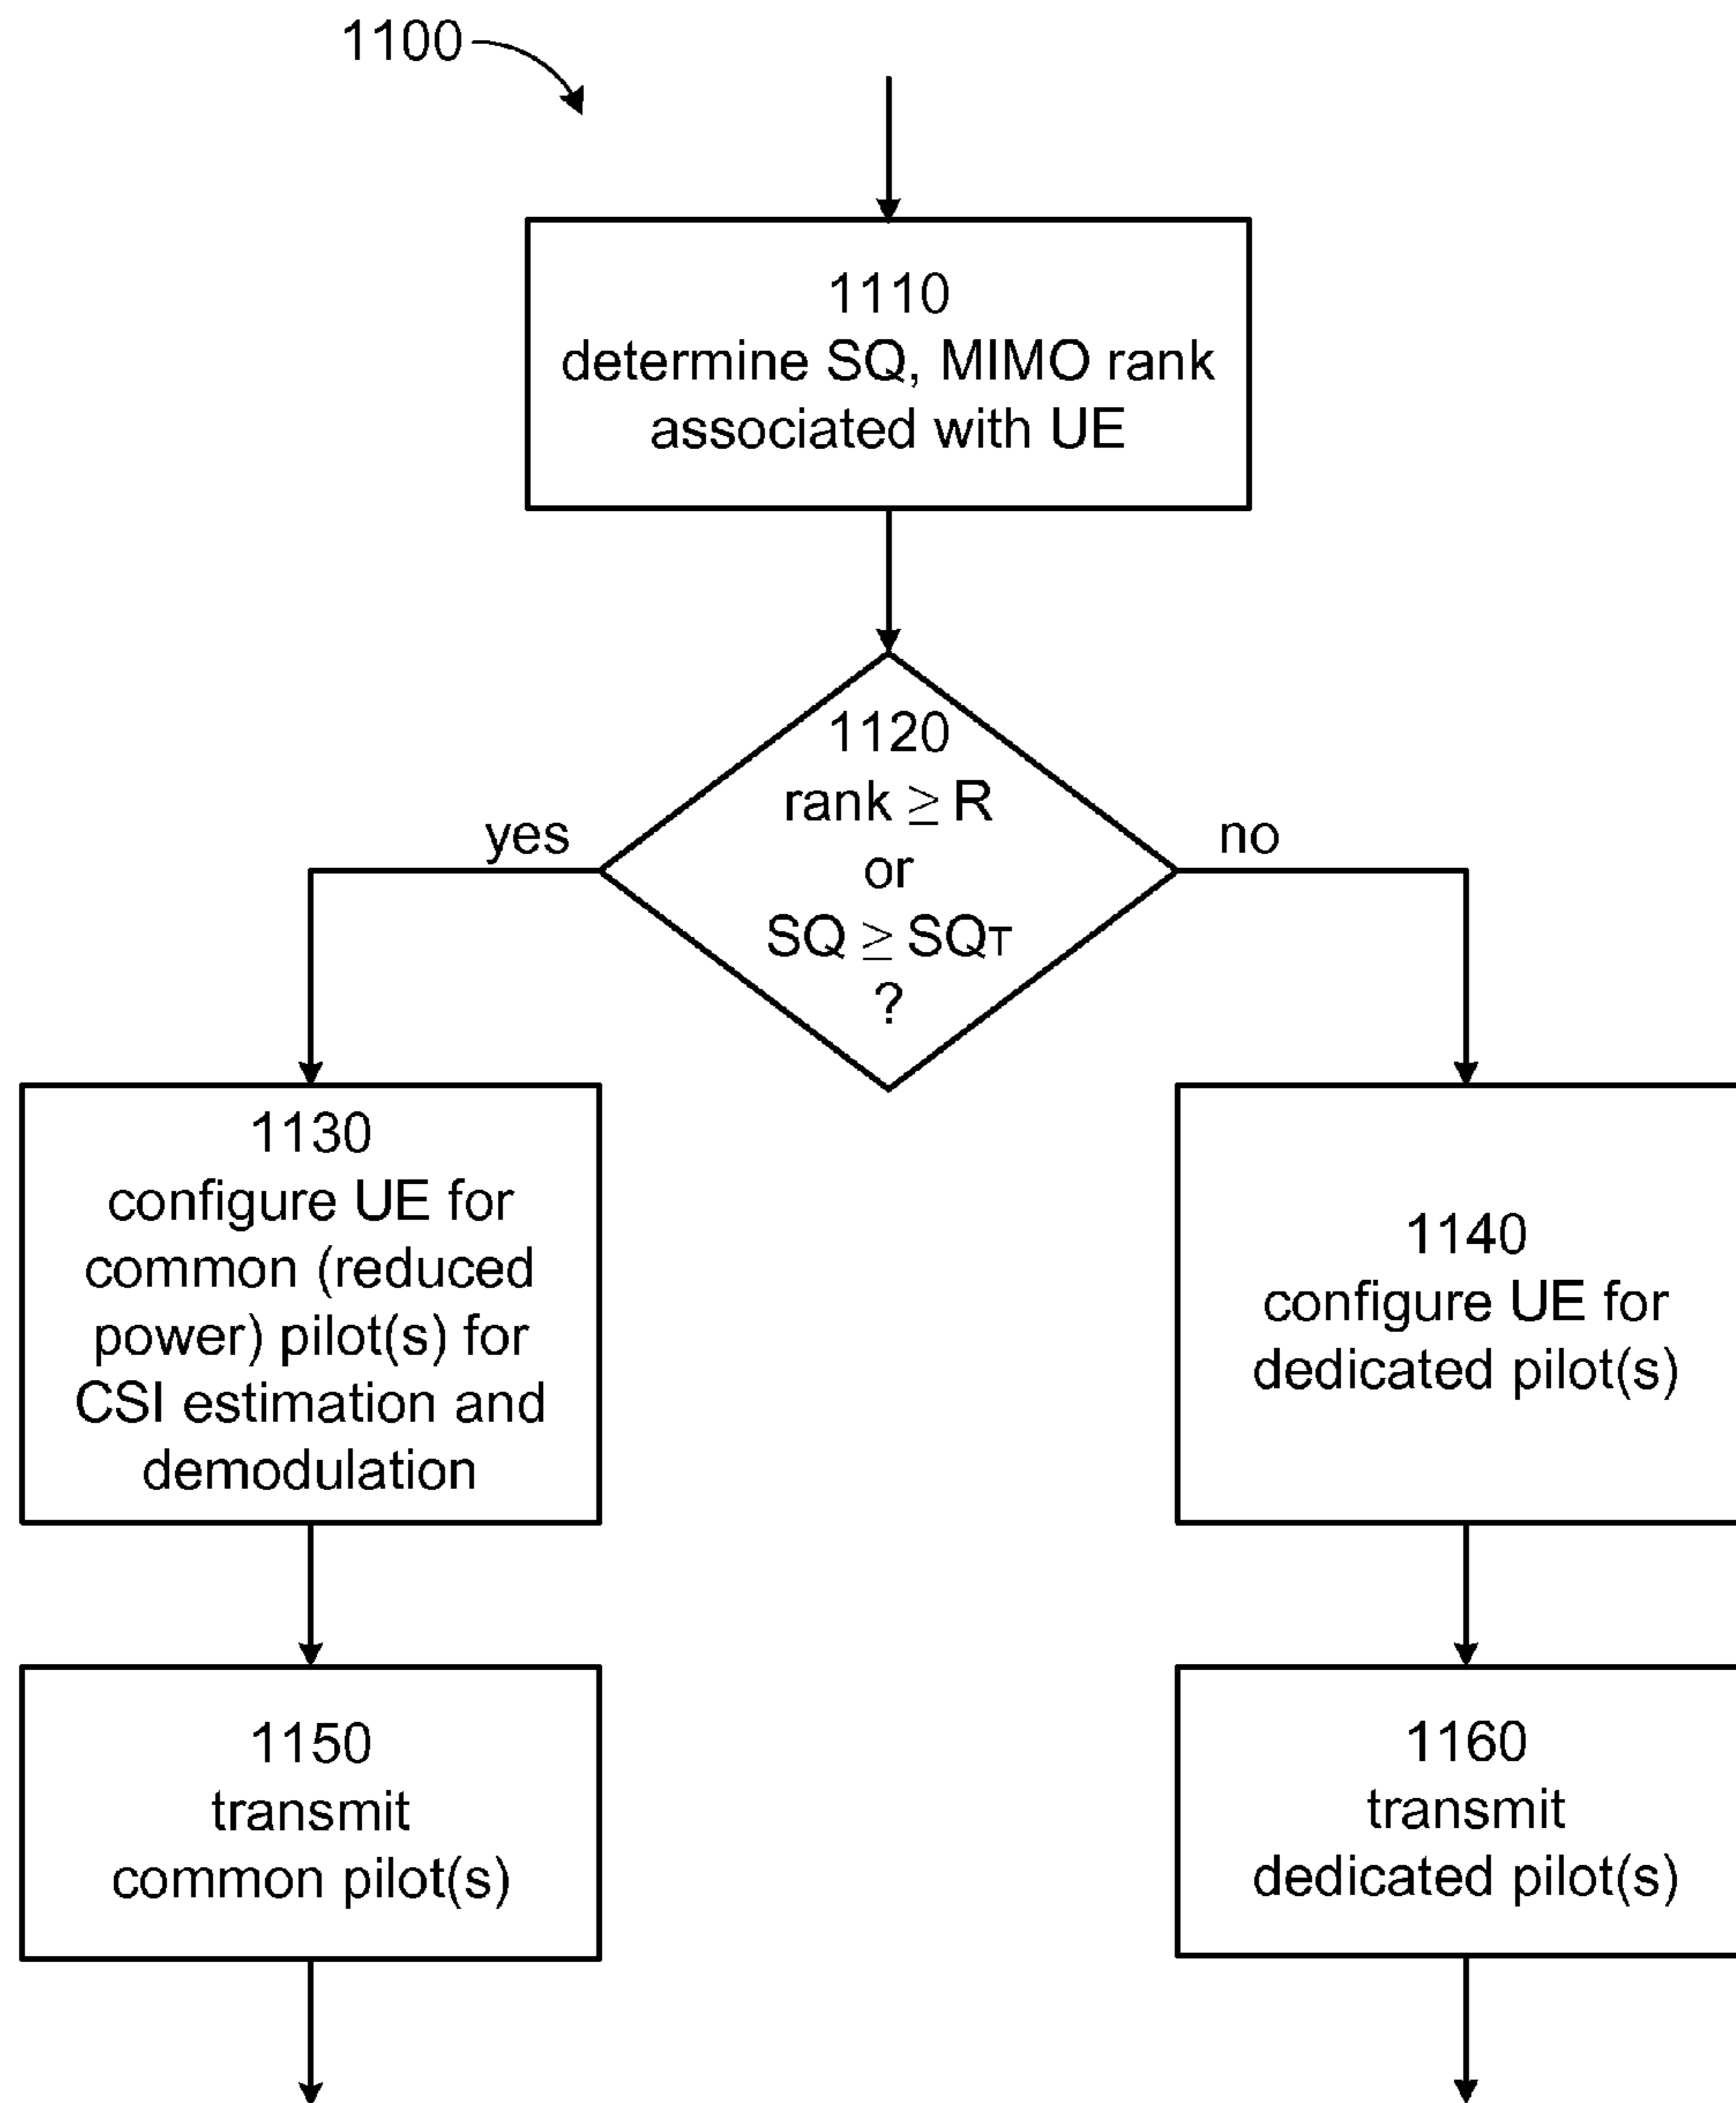 1100
1110
determine SQ, MIMO rank
associated with UE
1120
rank ≥ R
or
SQ ≥ SQT
?
yes
no
1130
configure UE for
common (reduced
power) pilot(s) for
CSI estimation and
demodulation
1140
configure UE for
dedicated pilot(s)
1150
transmit
common pilot(s)
1160
transmit
dedicated pilot(s)